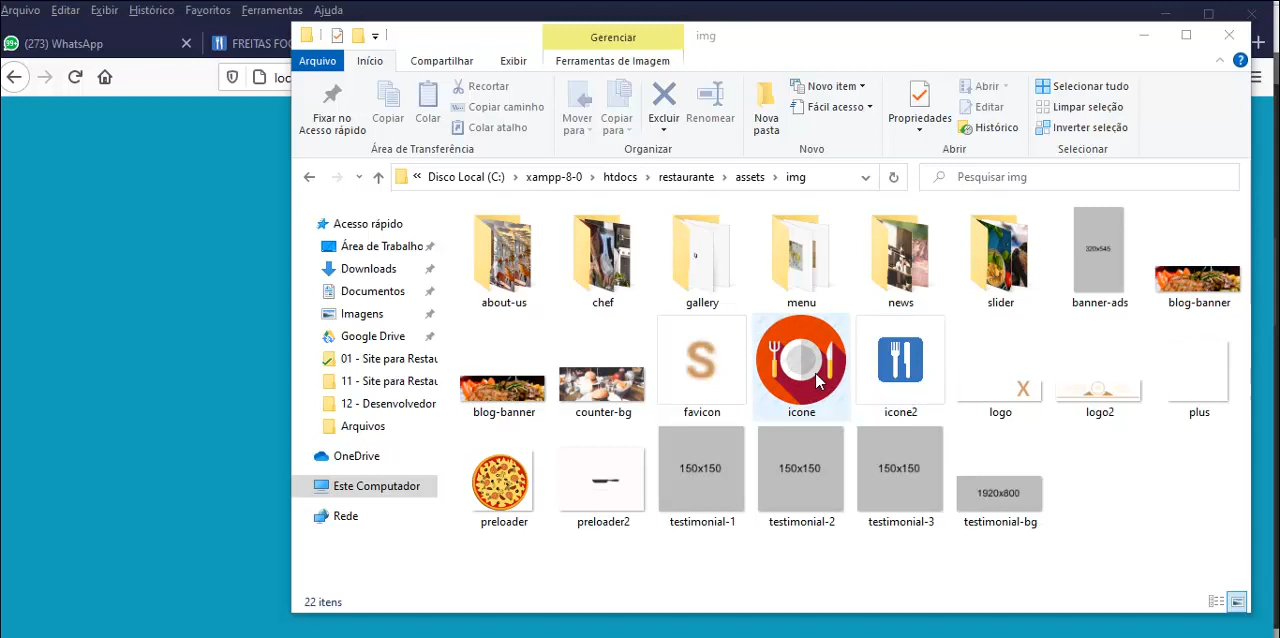 Arquivo Editar Exibir Histórico Favoritos Ferramentas Ajuda
(273) WhatsApp
FREITAS FOO
loc
Gerenciar
img
Arquivo Início Compartilhar Exibir Ferramentas de Imagem
Fixar no Acesso rápido
Copiar
Colar
Recortar
Copiar caminho
Colar atalho
Área de Transferência
Mover para
Copiar para
Excluir
Renomear
Organizar
Nova pasta
Novo item
Fácil acesso
Novo
Propriedades
Abrir
Editar
Histórico
Abrir
Selecionar tudo
Limpar seleção
Inverter seleção
Selecionar
« Disco Local (C:) › xampp-8-0 › htdocs › restaurante › assets › img
Pesquisar img
Acesso rápido
Área de Trabalho
Downloads
Documentos
Imagens
Google Drive
01 - Site para Restau
11 - Site para Restau
12 - Desenvolvedor
Arquivos
OneDrive
Este Computador
Rede
320x545
about-us chef gallery menu news slider banner-ads blog-banner
S
X
blog-banner counter-bg favicon icone icone2 logo logo2 plus
150x150 150x150 150x150 1920x800
preloader preloader2 testimonial-1 testimonial-2 testimonial-3 testimonial-bg
22 itens